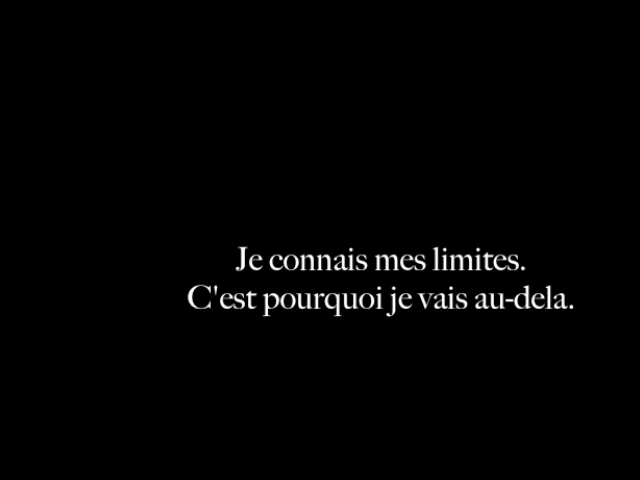 Je connais mes limites.
C'est pourquoi je vais au-dela.